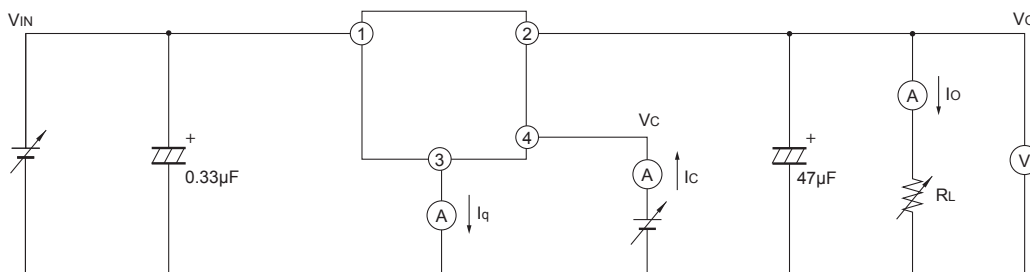 VIN
1
2
VO
A
IO
4
VC
+
0.33µF
3
A
IC
+
47µF
V
RL
A
Iq